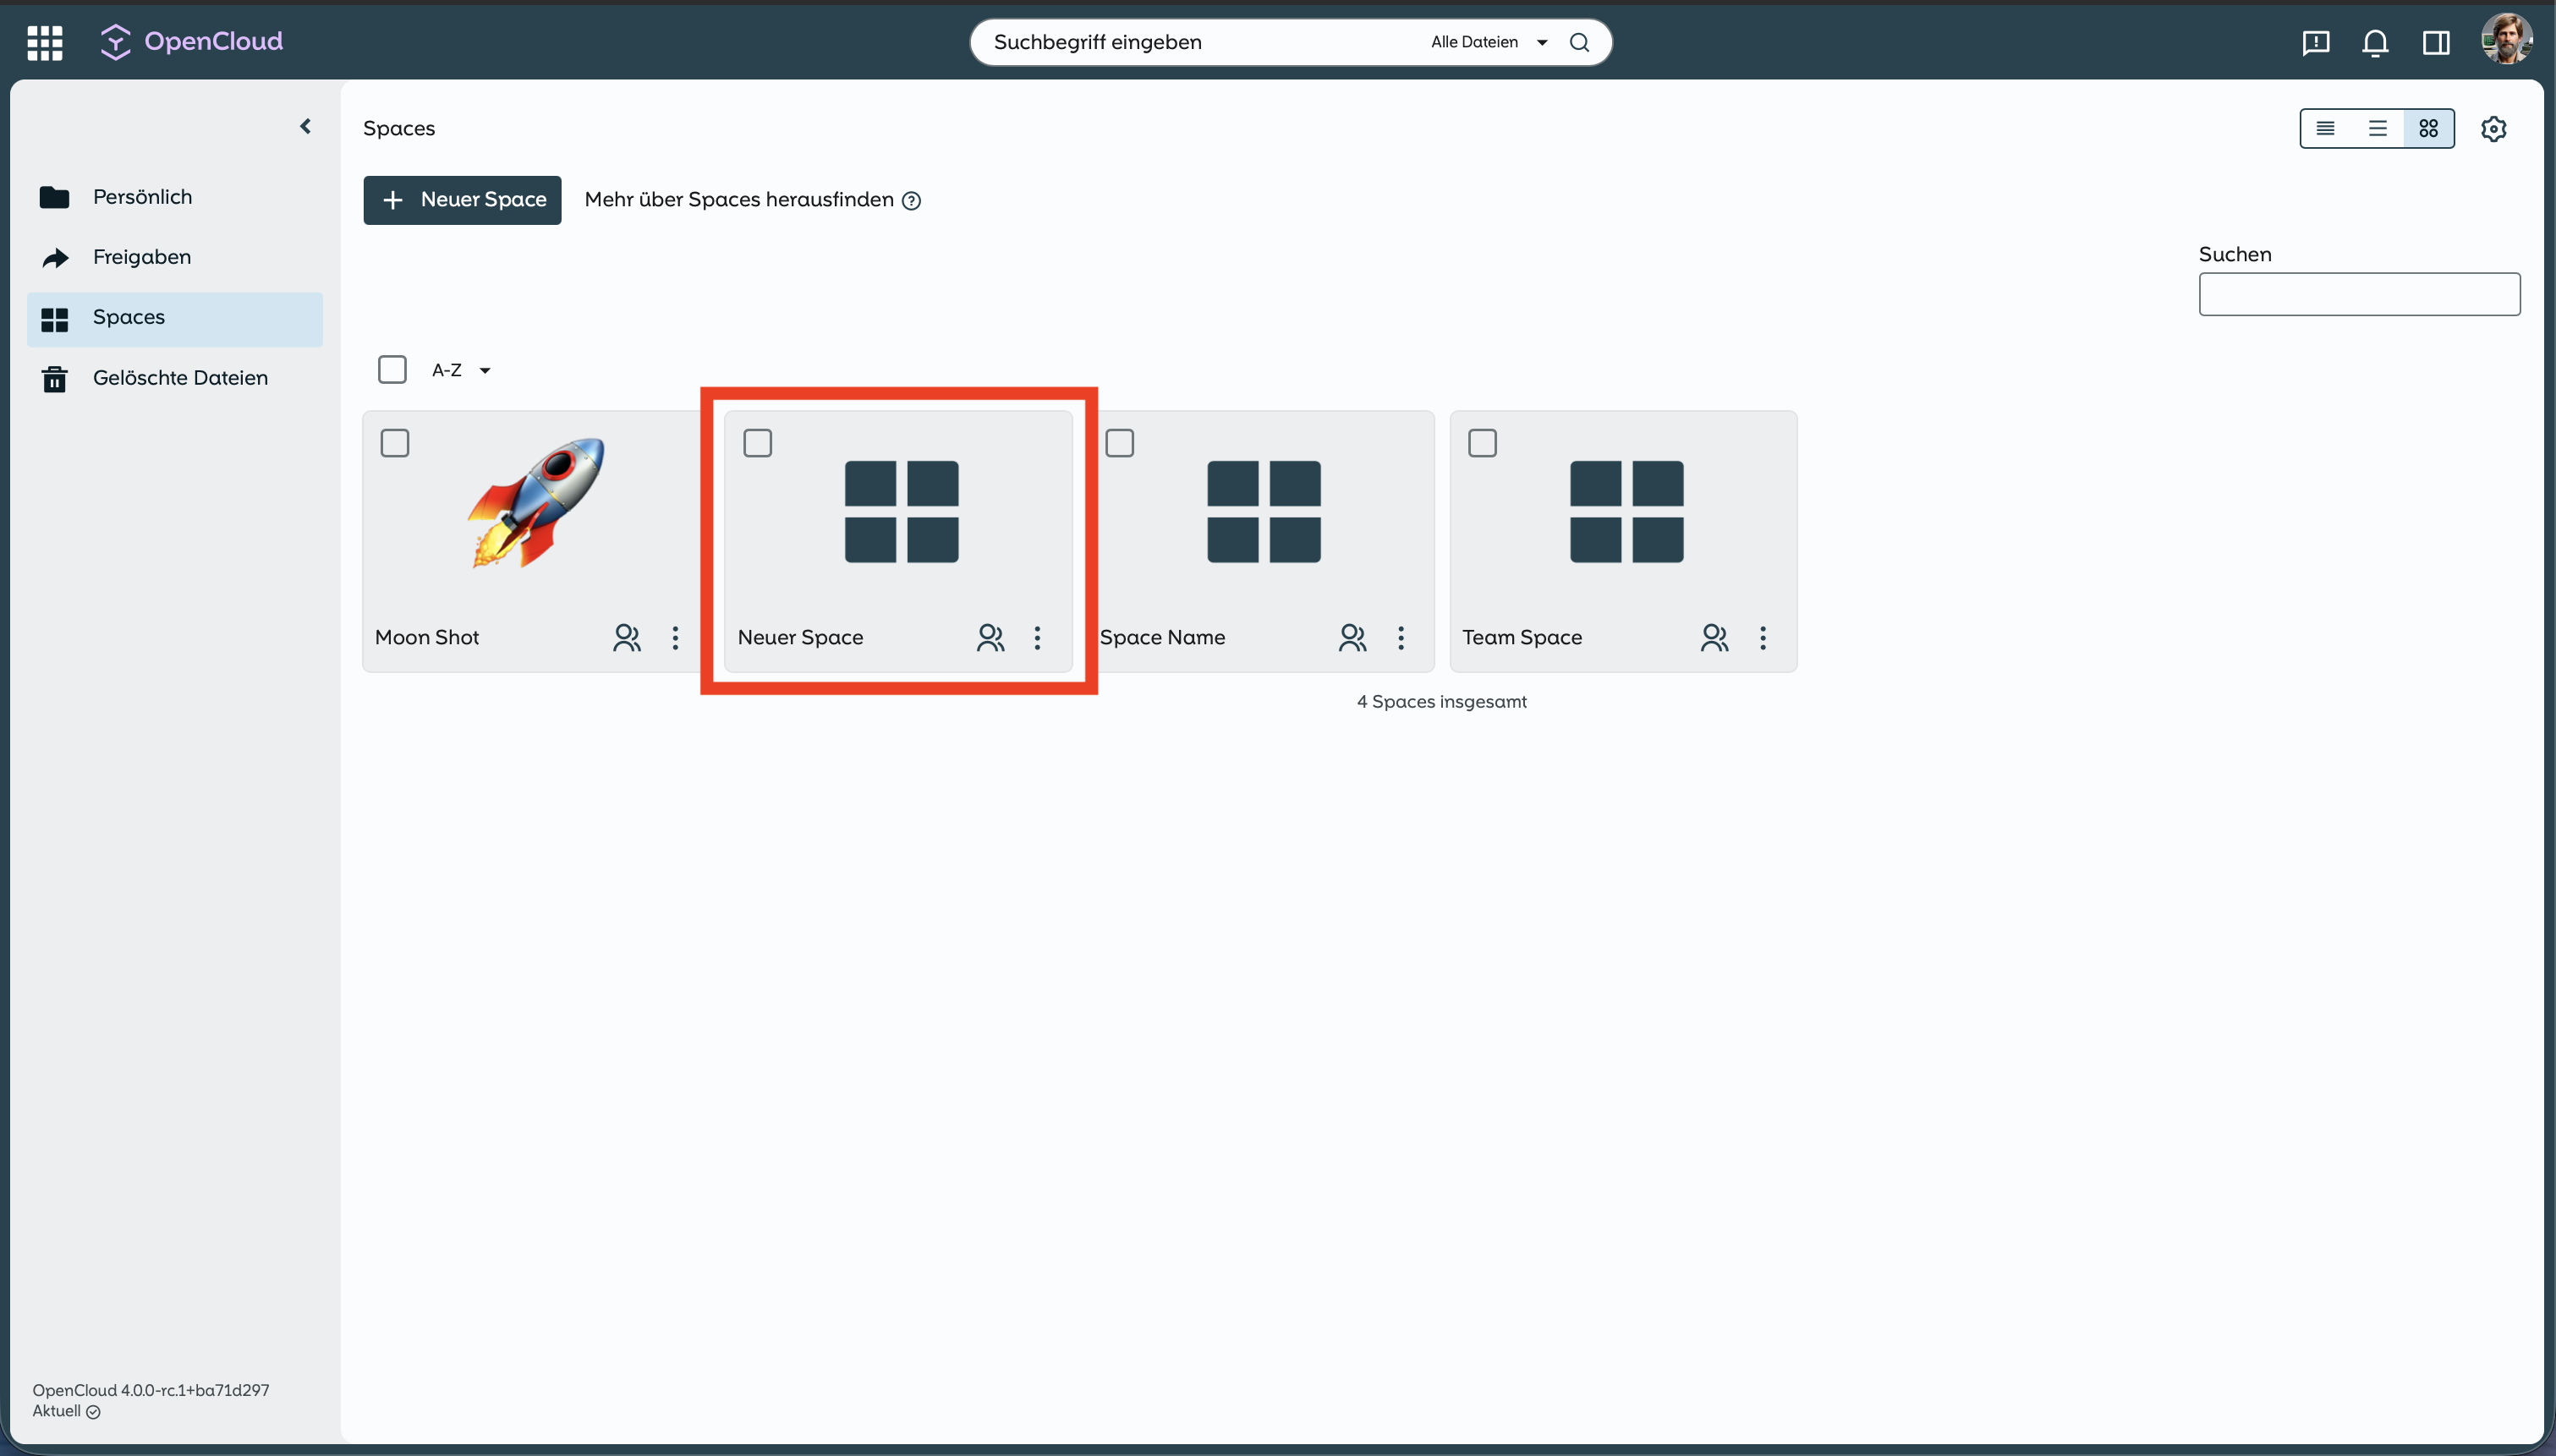 OpenCloud
Suchbegriff eingeben
Alle Dateien
Persönlich
Freigaben
Spaces
Gelöschte Dateien
Spaces
Neuer Space
Mehr über Spaces herausfinden
Suchen
A-Z
Moon Shot
Neuer Space
Space Name
Team Space
4 Spaces insgesamt
OpenCloud 4.0.0-rc.1+ba71d297
Aktuell